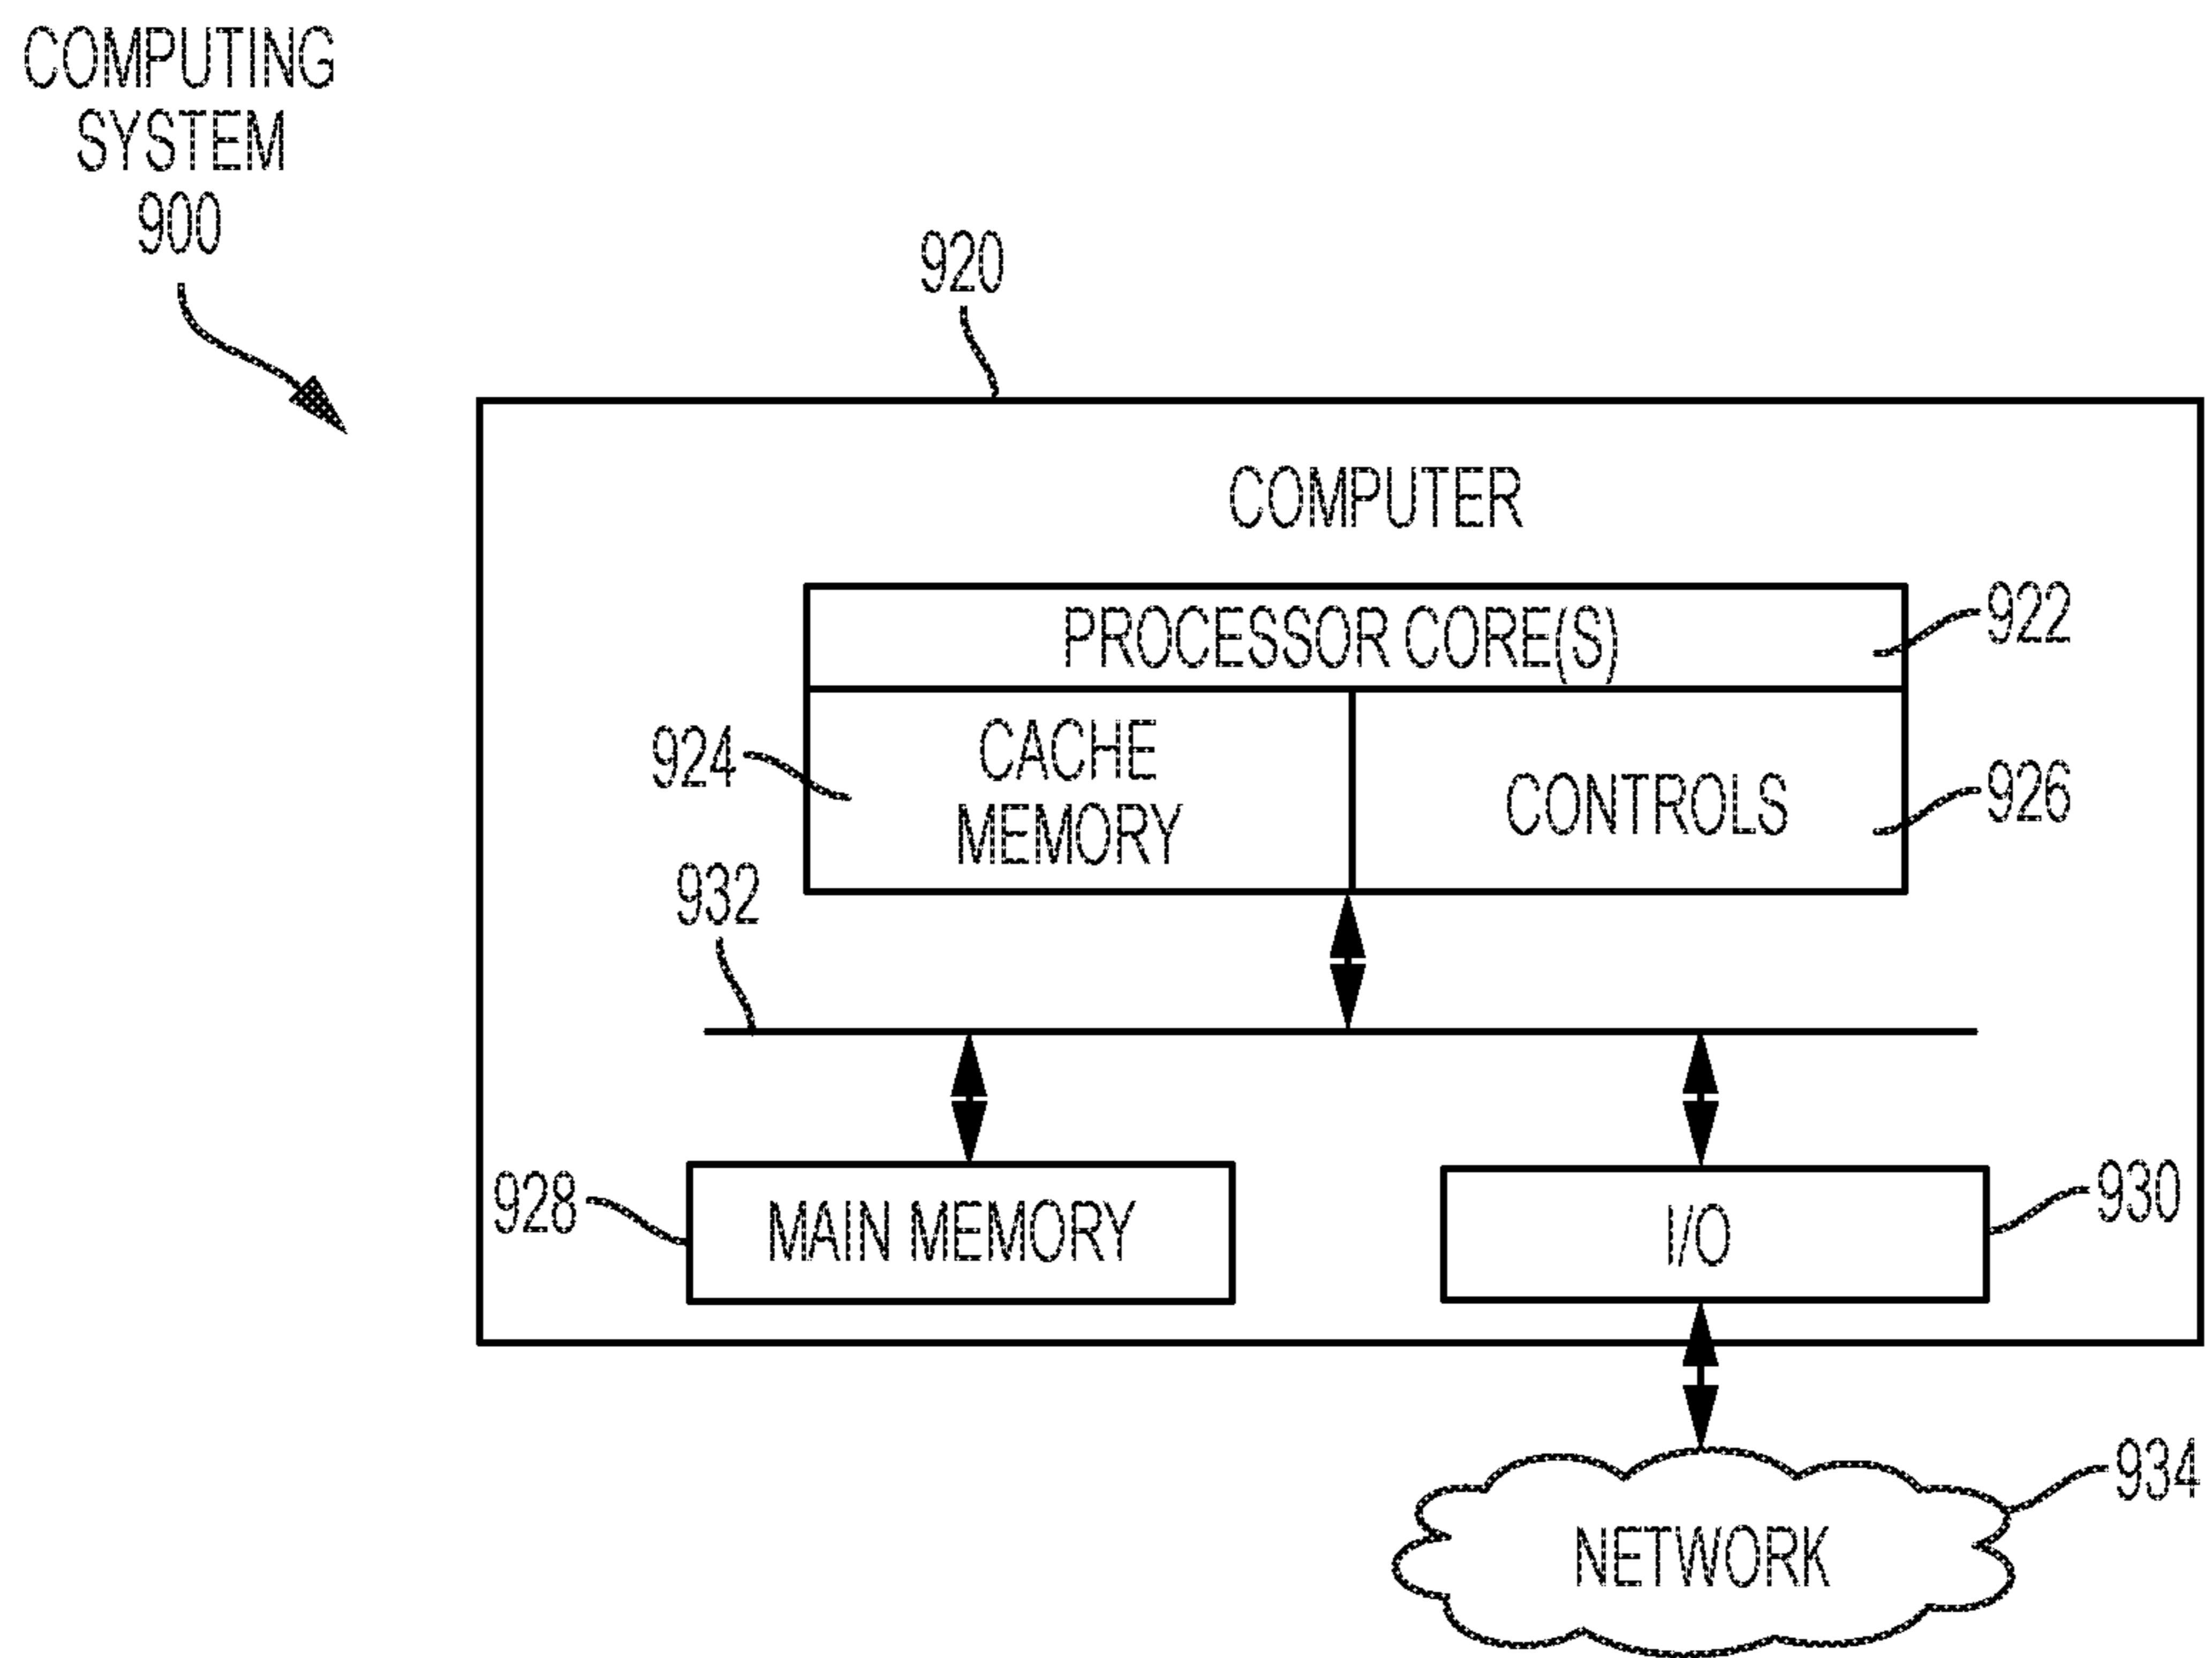 COMPUTING
SYSTEM
900
920
COMPUTER
PROCESSOR CORE(S)
922
924
CACHE
MEMORY
CONTROLS
926
932
928
MAIN MEMORY
I/O
930
934
NETWORK